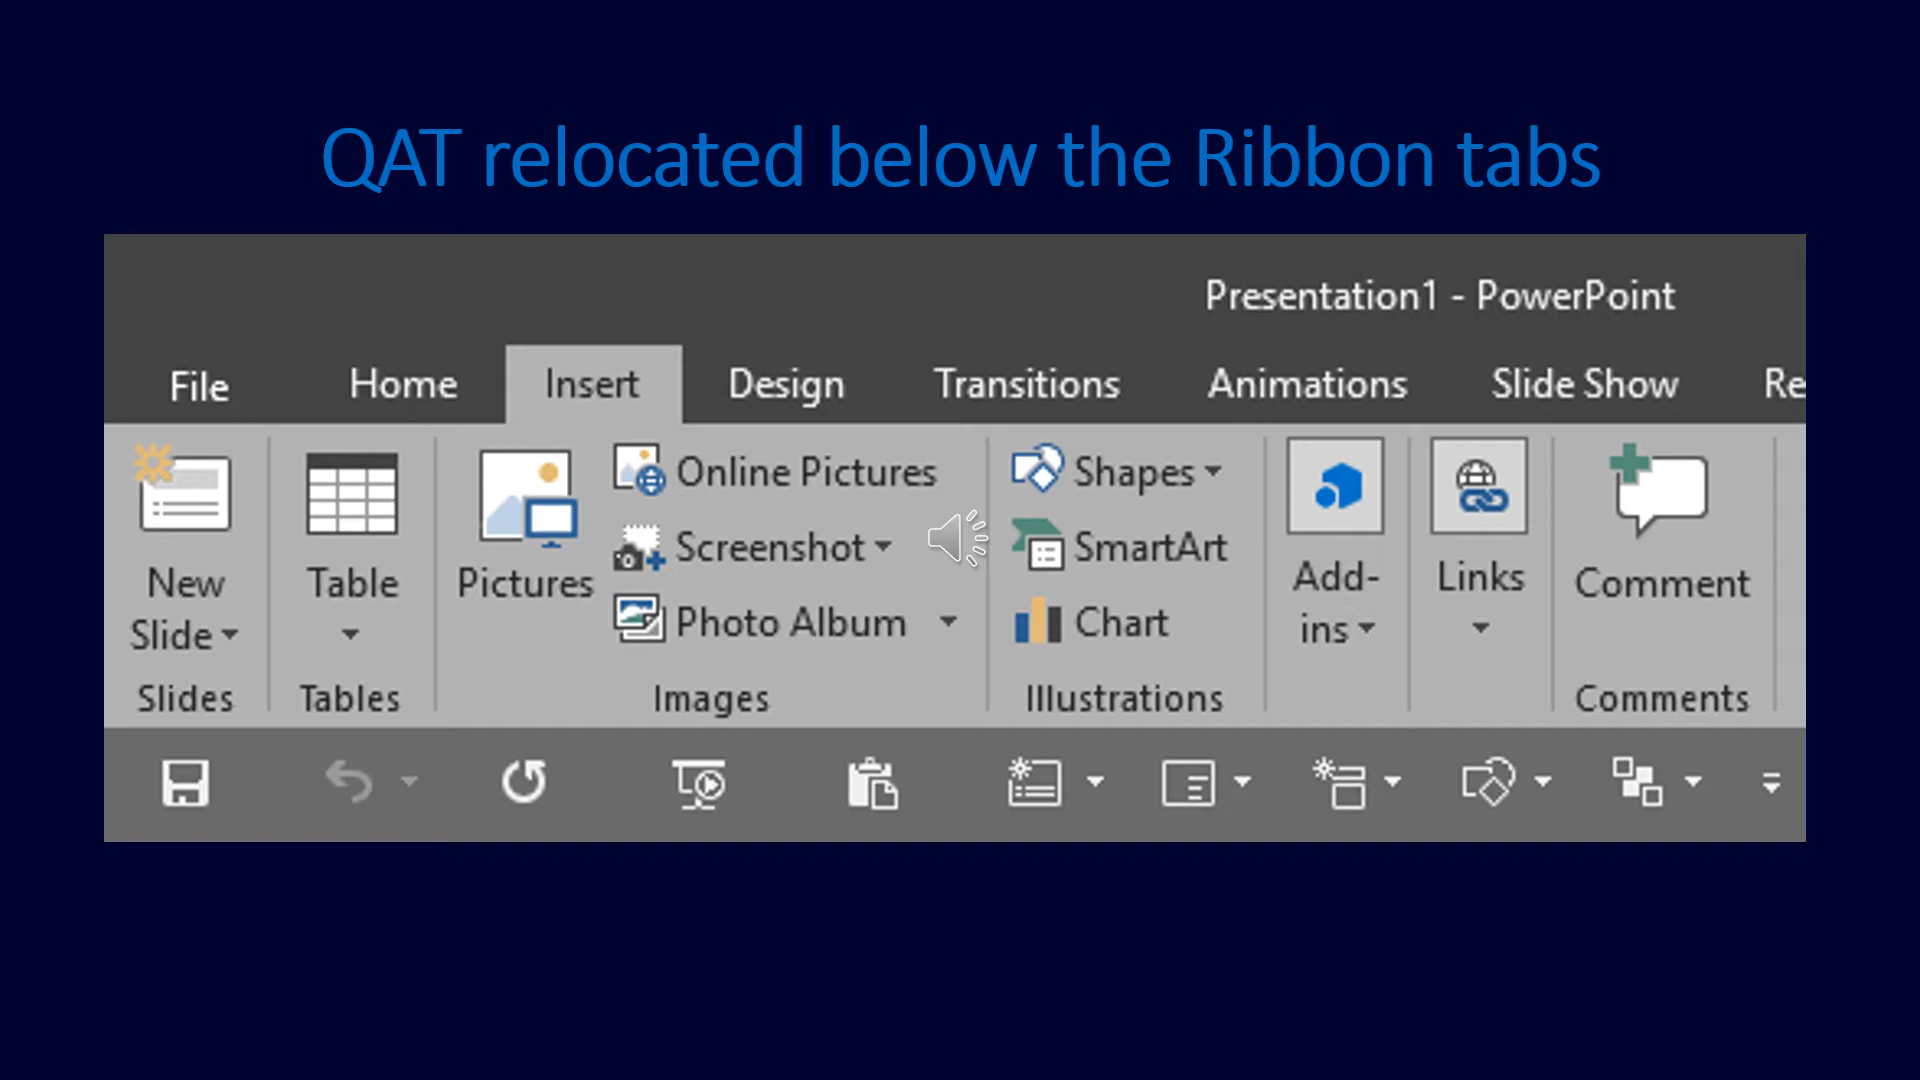 QAT relocated below the Ribbon tabs
Presentation1 - PowerPoint
File Home Insert Design Transitions Animations Slide Show Re
New Slide
Table
Pictures
Online Pictures
Screenshot
Photo Album
Shapes
SmartArt
Chart
Add-
ins
Links
Comment
Slides Tables Images Illustrations Comments